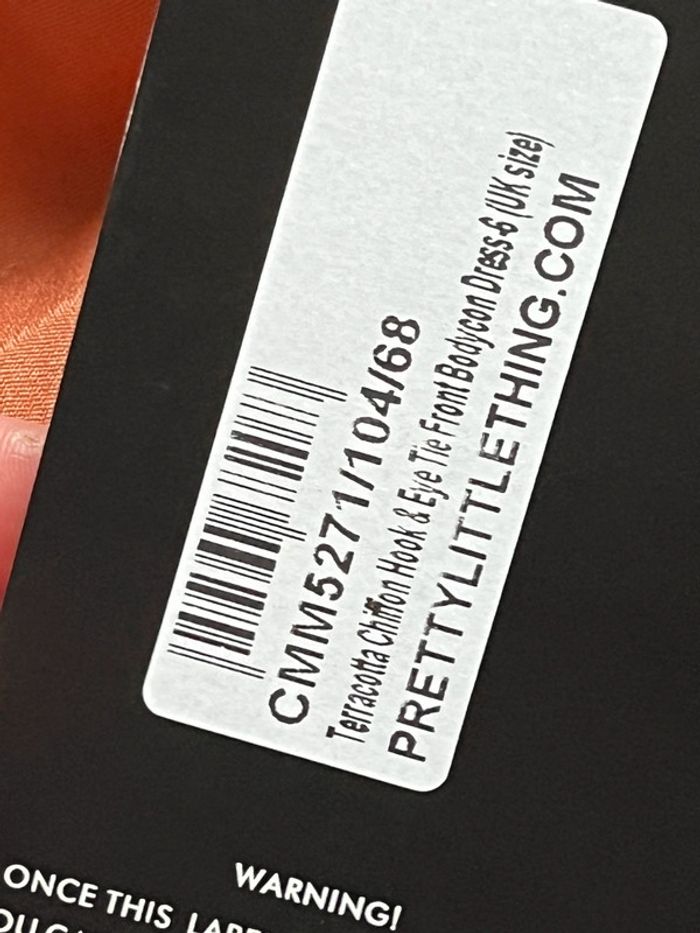 CMM5271/104/68
Terracotta Chiffon Hook & Eye Tie Front Bodycon Dress-6 (UK size)
PRETTYLITTLETHING.COM
WARNING!
ONCE THIS